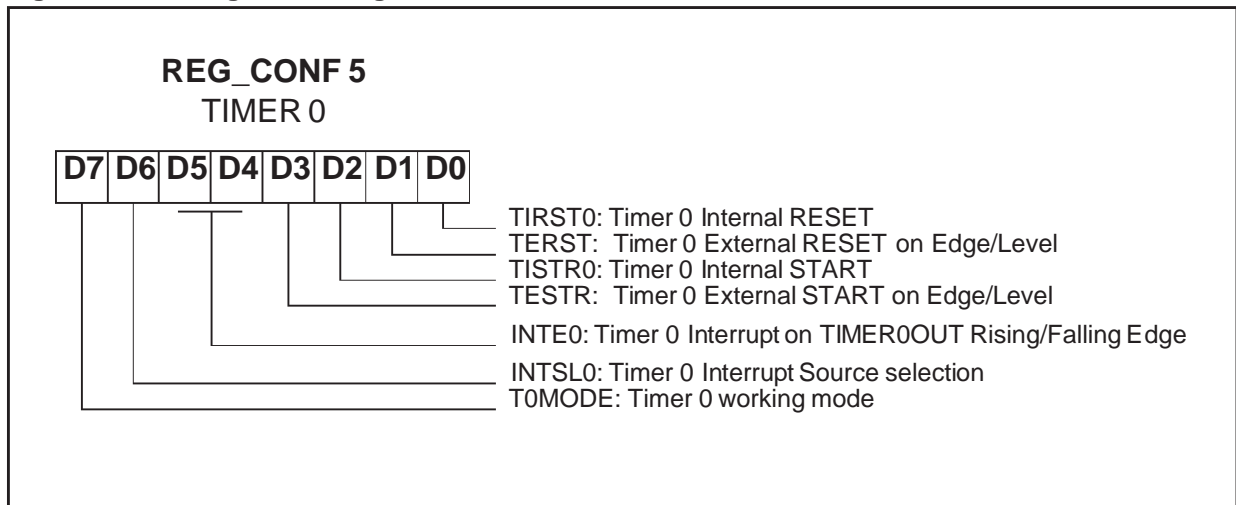 REG_CONF 5
TIMER 0
D7 D6 D5 D4 D3 D2 D1 D0
TIRST0: Timer 0 Internal RESET
TERST: Timer 0 External RESET on Edge/Level
TISTR0: Timer 0 Internal START
TESTR: Timer 0 External START on Edge/Level
INTE0: Timer 0 Interrupt on TIMER0OUT Rising/Falling Edge
INTSL0: Timer 0 Interrupt Source selection
T0MODE: Timer 0 working mode